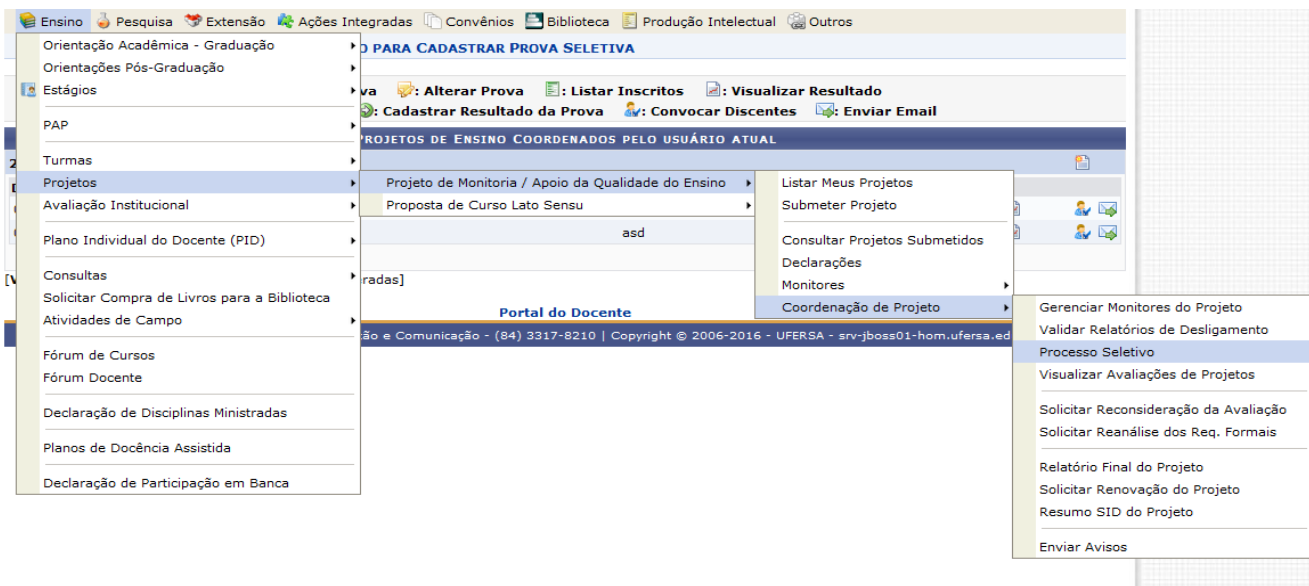 Ensino Pesquisa Extensão Ações Integradas Convênios Biblioteca Produção Intelectual Outros
O PARA CADASTRAR PROVA SELETIVA
va : Alterar Prova : Listar Inscritos : Visualizar Resultado
: Cadastrar Resultado da Prova : Convocar Discentes : Enviar Email
PROJETOS DE ENSINO COORDENADOS PELO USUÁRIO ATUAL
Orientação Acadêmica - Graduação
Orientações Pós-Graduação
Estágios
PAP
Turmas
Projetos
Avaliação Institucional
Plano Individual do Docente (PID)
Consultas
Solicitar Compra de Livros para a Biblioteca
Atividades de Campo
Fórum de Cursos
Fórum Docente
Declaração de Disciplinas Ministradas
Planos de Docência Assistida
Declaração de Participação em Banca
Projeto de Monitoria / Apoio da Qualidade do Ensino
Proposta de Curso Lato Sensu
asd
radas]
Listar Meus Projetos
Submeter Projeto
Consultar Projetos Submetidos
Declarações
Monitores
Coordenação de Projeto
Gerenciar Monitores do Projeto
Validar Relatórios de Desligamento
Processo Seletivo
Visualizar Avaliações de Projetos
Solicitar Reconsideração da Avaliação
Solicitar Reanálise dos Req. Formais
Relatório Final do Projeto
Solicitar Renovação do Projeto
Resumo SID do Projeto
Enviar Avisos
Portal do Docente
ão e Comunicação - (84) 3317-8210 | Copyright © 2006-2016 - UFERSA - srv-jboss01-hom.ufersa.ed